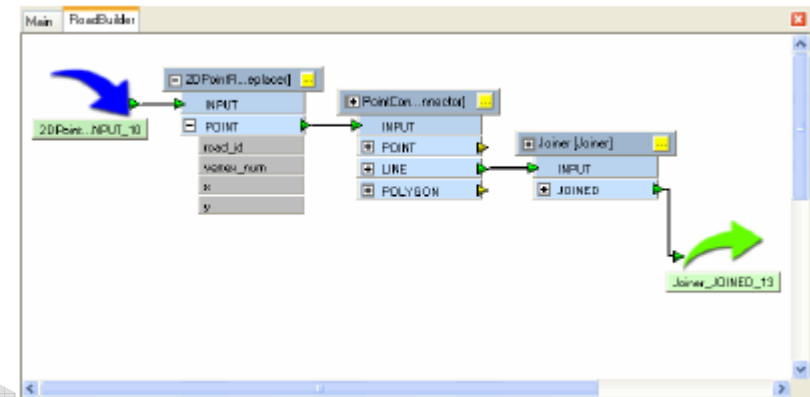 Main RoadBuilder
2DPointR...eplacer]
INPUT
POINT
road_id
vertex_num
x
y
2DPoint...NPUT_10
PointCon...nnector]
INPUT
POINT
LINE
POLYGON
Joiner [Joiner]
INPUT
JOINED
Joiner_JOINED_13